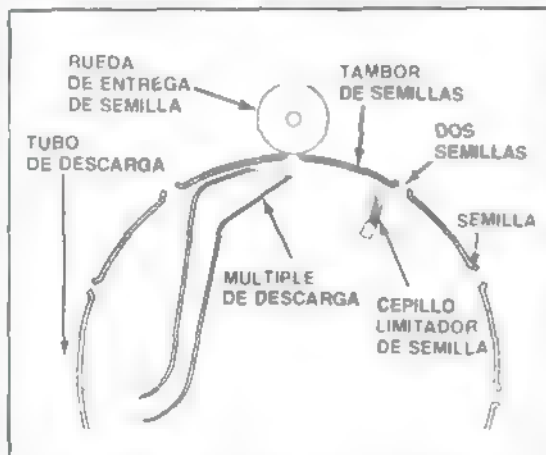 RUEDA
DE ENTREGA
DE SEMILLA
TAMBOR
DE SEMILLAS
TUBO
DE DESCARGA
DOS
SEMILLAS
SEMILLA
MULTIPLE
DE DESCARGA
CEPILLO
LIMITADOR
DE SEMILLA